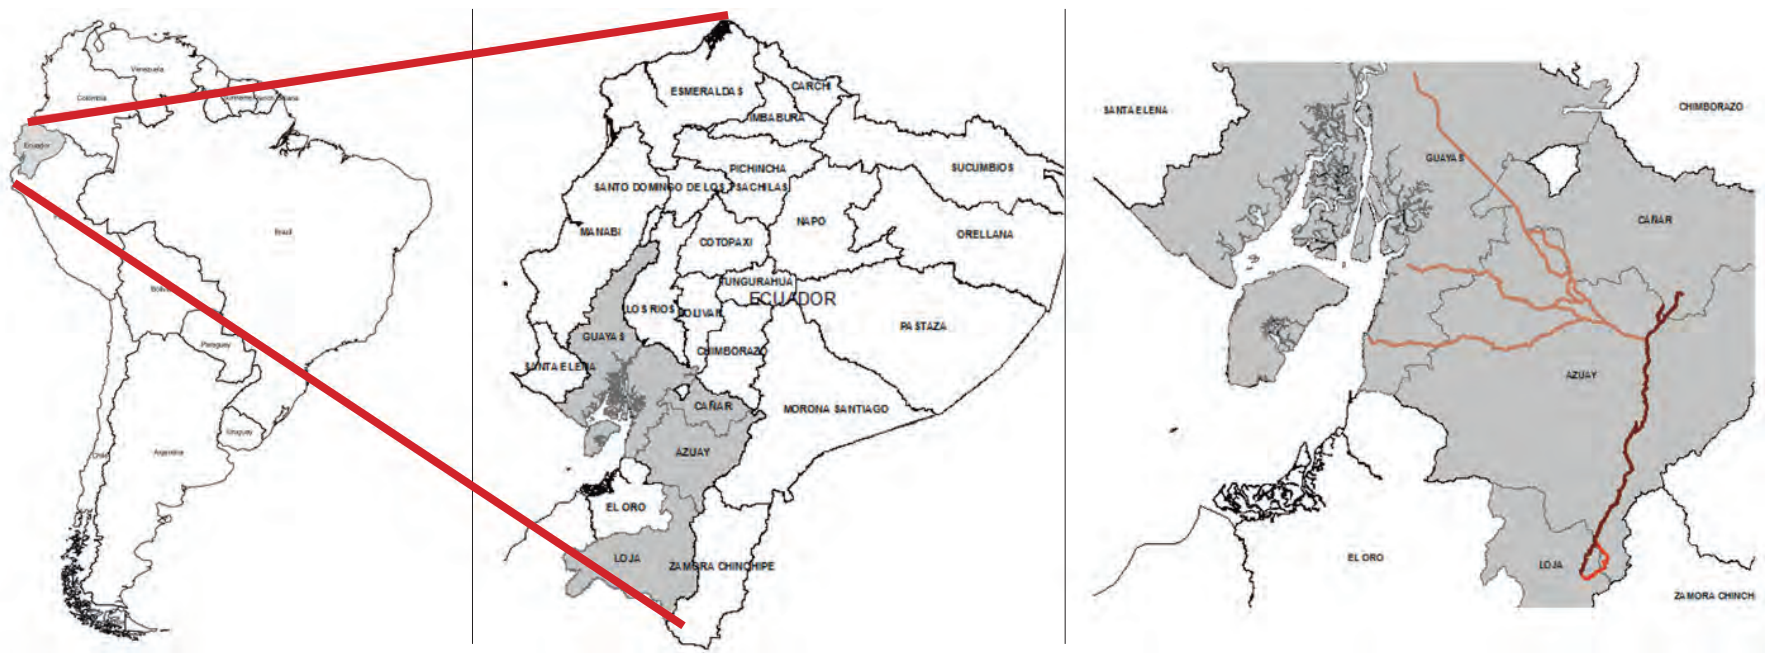 Venezuela
Colombia
Ecuador
Brazil
Paraguay
Uruguay
Argentina
ESMERALDAS
CARCHI
IMBABURA
SUCUMBIOS
PICHINCHA
SANTO DOMINGO DE LOS TSACHILAS
NAPO
MANABI
COTOPAXI
ORELLANA
TUNGURAHUA
ECUADOR
LOS RIOS
BOLIVAR
PASTAZA
GUAYAS
CHIMBORAZO
SANTA ELENA
CAÑAR
MORONA SANTIAGO
AZUAY
EL ORO
LOJA
ZAMORA CHINCHIPE
SANTA ELENA
CHIMBORAZO
GUAYAS
CAÑAR
AZUAY
EL ORO
LOJA
ZAMORA CHINCH